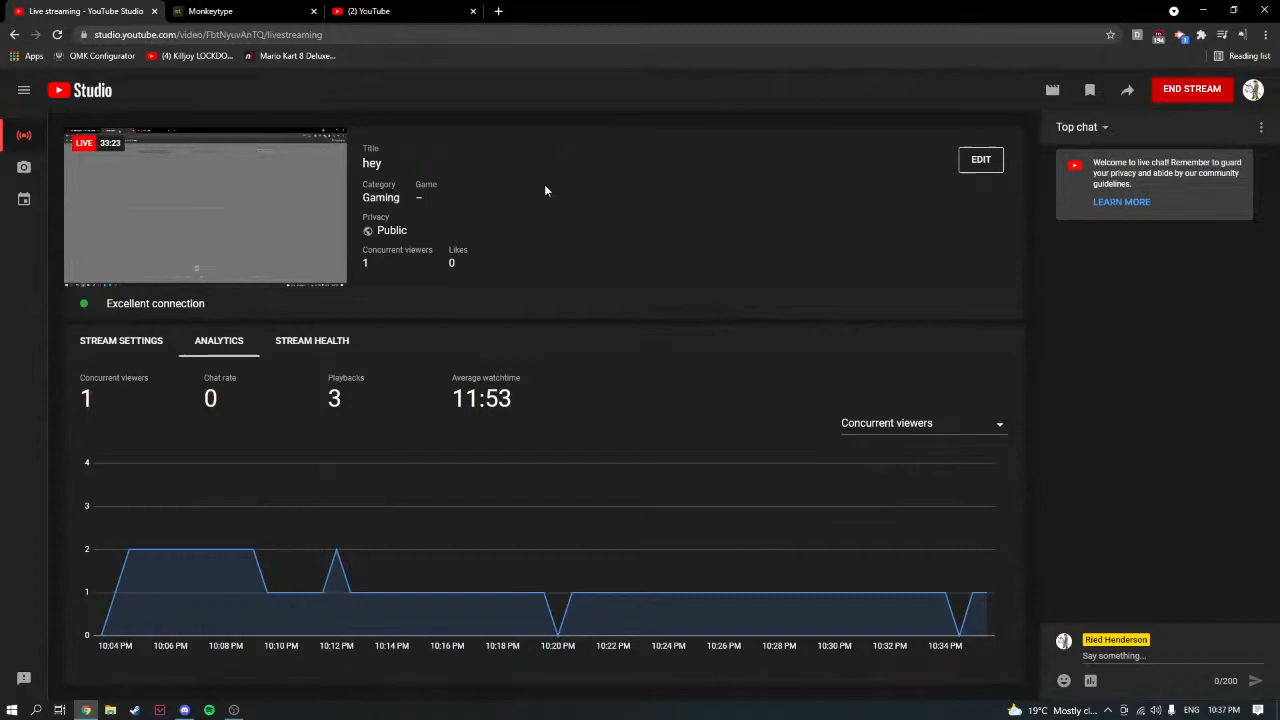 Live streaming - YouTube Studio
Monkeytype
(2) YouTube
studio.youtube.com/video/FbtNyuvAnTQ/livestreaming
194
1
Apps
QMK Configurator
(4) Killjoy LOCKDO...
Mario Kart 8 Deluxe...
Reading list
Studio
END STREAM
LIVE 33:23
Title
hey
EDIT
Category Game
Gaming –
Privacy
Public
Concurrent viewers Likes
1 0
Excellent connection
Top chat
Welcome to live chat! Remember to guard
your privacy and abide by our community
guidelines.
LEARN MORE
STREAM SETTINGS ANALYTICS STREAM HEALTH
Concurrent viewers Chat rate Playbacks Average watchtime
1 0 3 11:53
Concurrent viewers
4
3
2
1
0
10:04 PM 10:06 PM 10:08 PM 10:10 PM 10:12 PM 10:14 PM 10:16 PM 10:18 PM 10:20 PM 10:22 PM 10:24 PM 10:26 PM 10:28 PM 10:30 PM 10:32 PM 10:34 PM
Ried Henderson
Say something...
0/200
19°C Mostly cl... ENG 10:37 PM